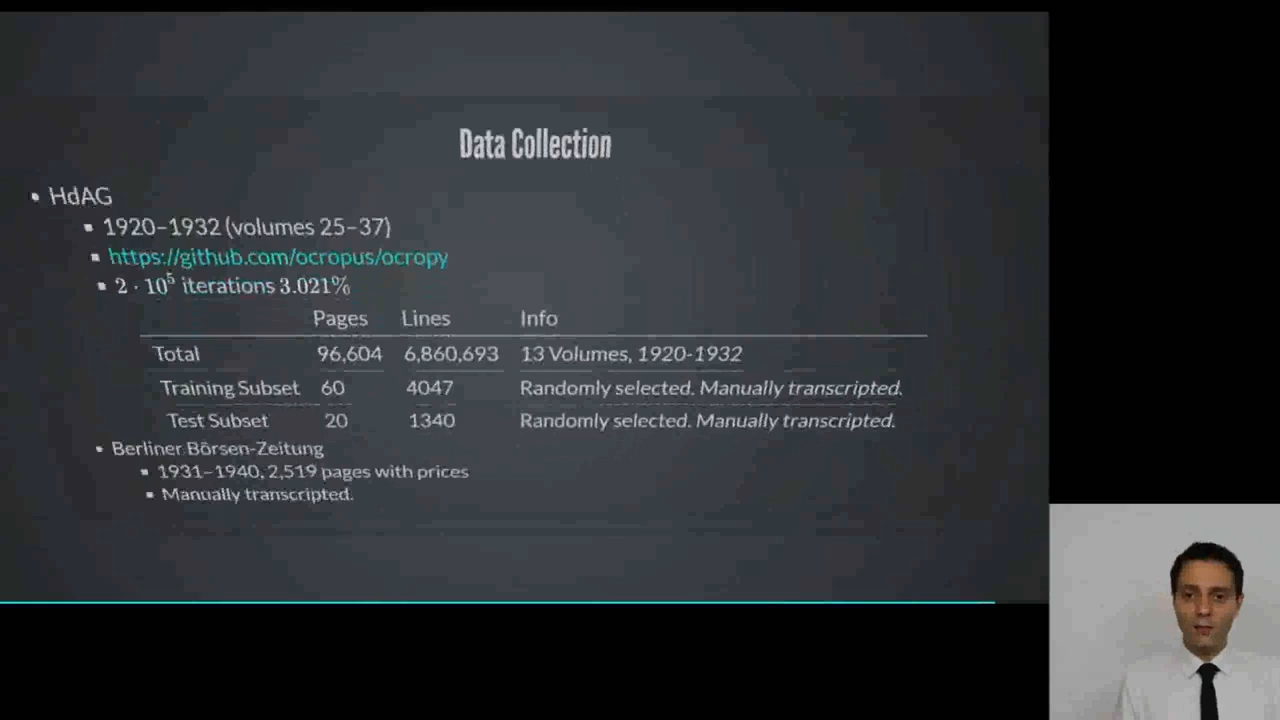 Data Collection
• HdAG
▪ 1920–1932 (volumes 25–37)
▪ https://github.com/ocropus/ocropy
▪ 2 · 10⁵ iterations 3.021%
Pages Lines Info
Total 96,604 6,860,693 13 Volumes, 1920-1932
Training Subset 60 4047 Randomly selected. Manually transcripted.
Test Subset 20 1340 Randomly selected. Manually transcripted.
• Berliner Börsen-Zeitung
▪ 1931–1940, 2,519 pages with prices
▪ Manually transcripted.